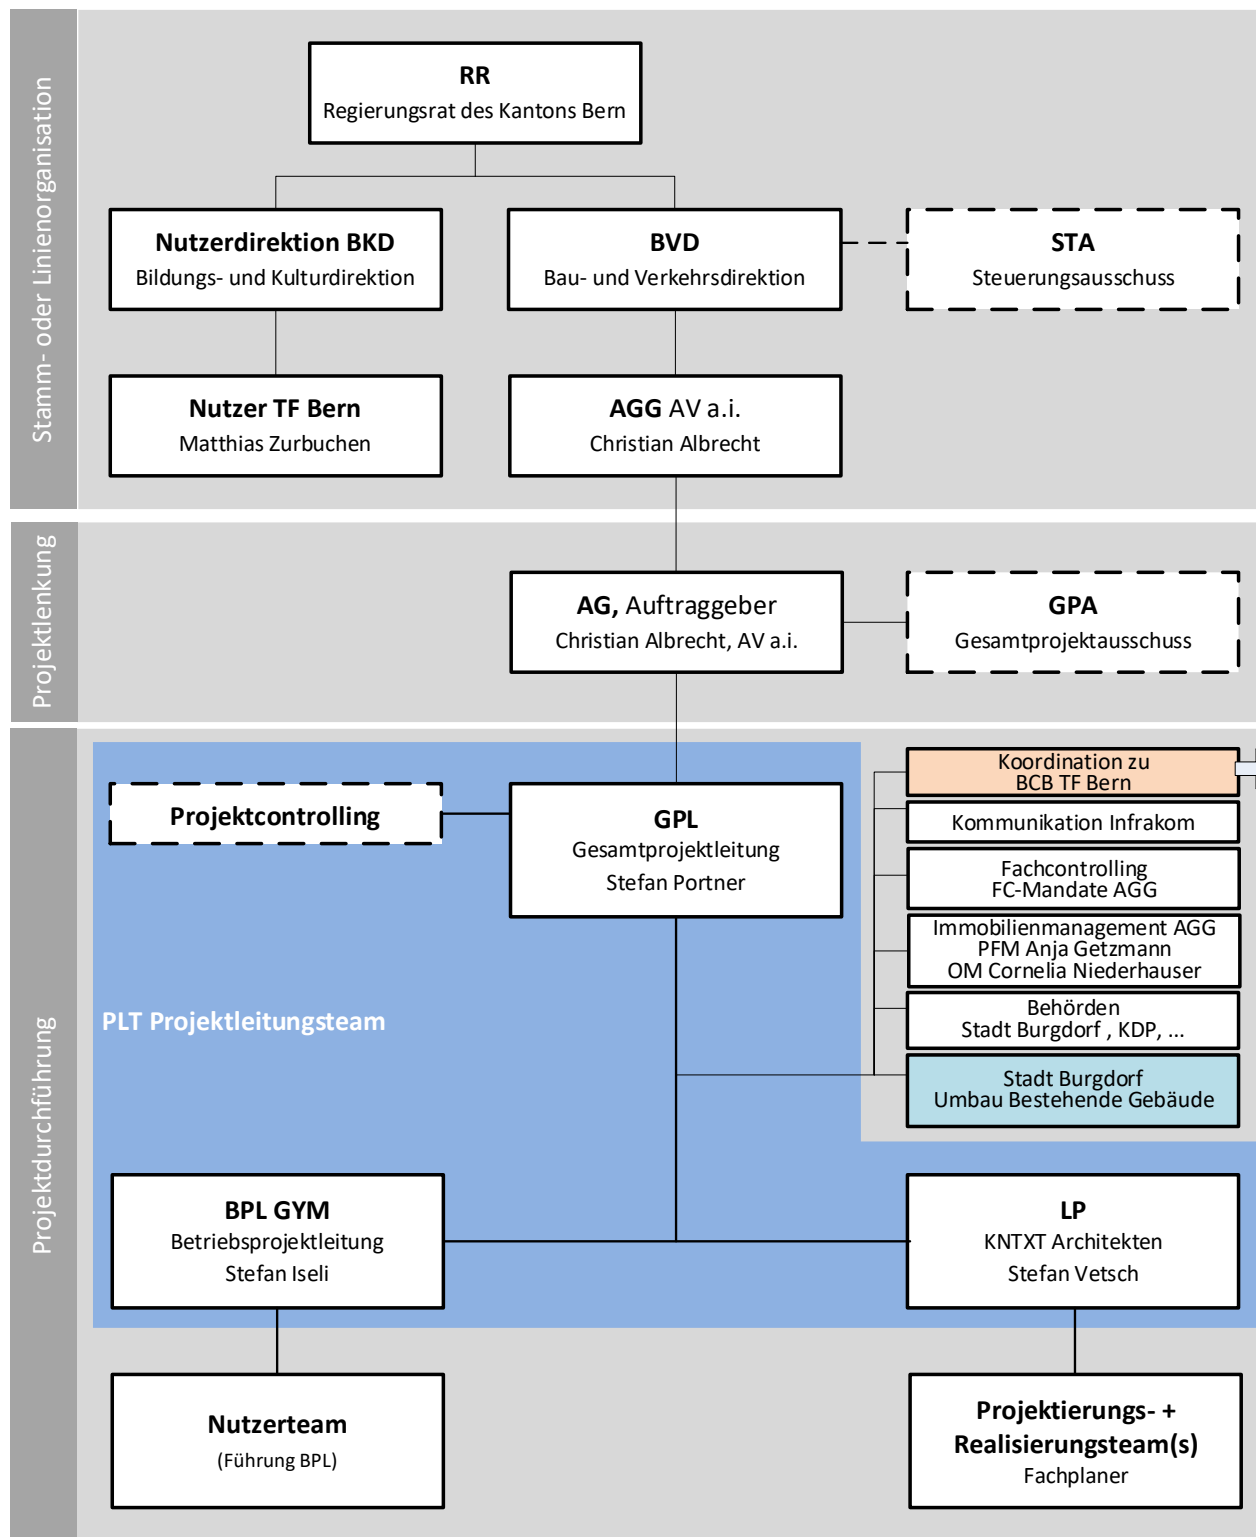 Stamm- oder Linienorganisation
RR
Regierungsrat des Kantons Bern
Nutzerdirektion BKD
Bildungs- und Kulturdirektion
BVD
Bau- und Verkehrsdirektion
STA
Steuerungsausschuss
Nutzer TF Bern
Matthias Zurbuchen
AGG AV a.i.
Christian Albrecht
Projektlenkung
AG, Auftraggeber
Christian Albrecht, AV a.i.
GPA
Gesamtprojektausschuss
Projektdurchführung
Projektcontrolling
GPL
Gesamtprojektleitung
Stefan Portner
Koordination zu
BCB TF Bern
Kommunikation Infrakom
Fachcontrolling
FC-Mandate AGG
Immobilienmanagement AGG
PFM Anja Getzmann
OM Cornelia Niederhauser
Behörden
Stadt Burgdorf , KDP, ...
Stadt Burgdorf
Umbau Bestehende Gebäude
PLT Projektleitungsteam
BPL GYM
Betriebsprojektleitung
Stefan Iseli
LP
KNTXT Architekten
Stefan Vetsch
Nutzerteam
(Führung BPL)
Projektierungs- +
Realisierungsteam(s)
Fachplaner